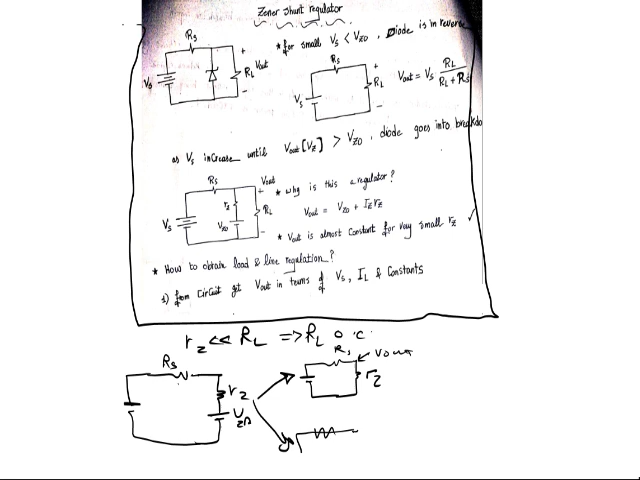 Zener Shunt regulator
Rs
* for small Vs < VZO , Diode is in reverse
Vs
+
Vout
RL
-
Rs
Vs
+
RL
-
Vout = Vs RL / RL + Rs
as Vs increase until Vout [VZ] > VZO , diode goes into breakdo
Rs
Vs
rz
VZO
Vout
+
RL
-
* why is this a regulator?
Vout = VZO + IZ rZ
* Vout is almost Constant for vay small rZ
* How to obtain load & line regulation?
1) from Circuit get Vout in terms of Vs, IL & Constants
rZ << RL => RL O.C.
Rs
rZ
VZO
Rs
Vout
rZ